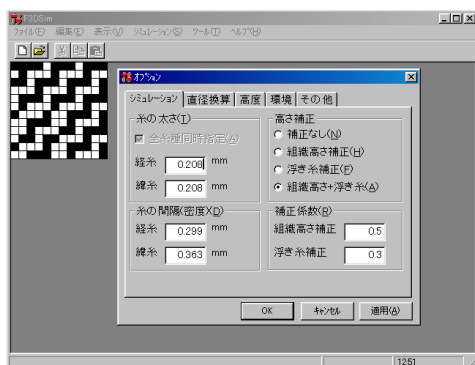 F3DSim
ファイル(F) 編集(E) 表示(V) シミュレーション(S) ツール(T) ヘルプ(H)
オプション
シミュレーション 直径換算 高度 環境 その他
糸の太さ(T)
全糸種同時指定(A)
経糸 0.208 mm
緯糸 0.208 mm
糸の間隔(密度X)(D)
経糸 0.299 mm
緯糸 0.363 mm
高さ補正
補正なし(N)
組織高さ補正(H)
浮き糸補正(F)
組織高さ+浮き糸(A)
補正係数(R)
組織高さ補正 0.5
浮き糸補正 0.3
OK キャンセル 適用(A)
1251